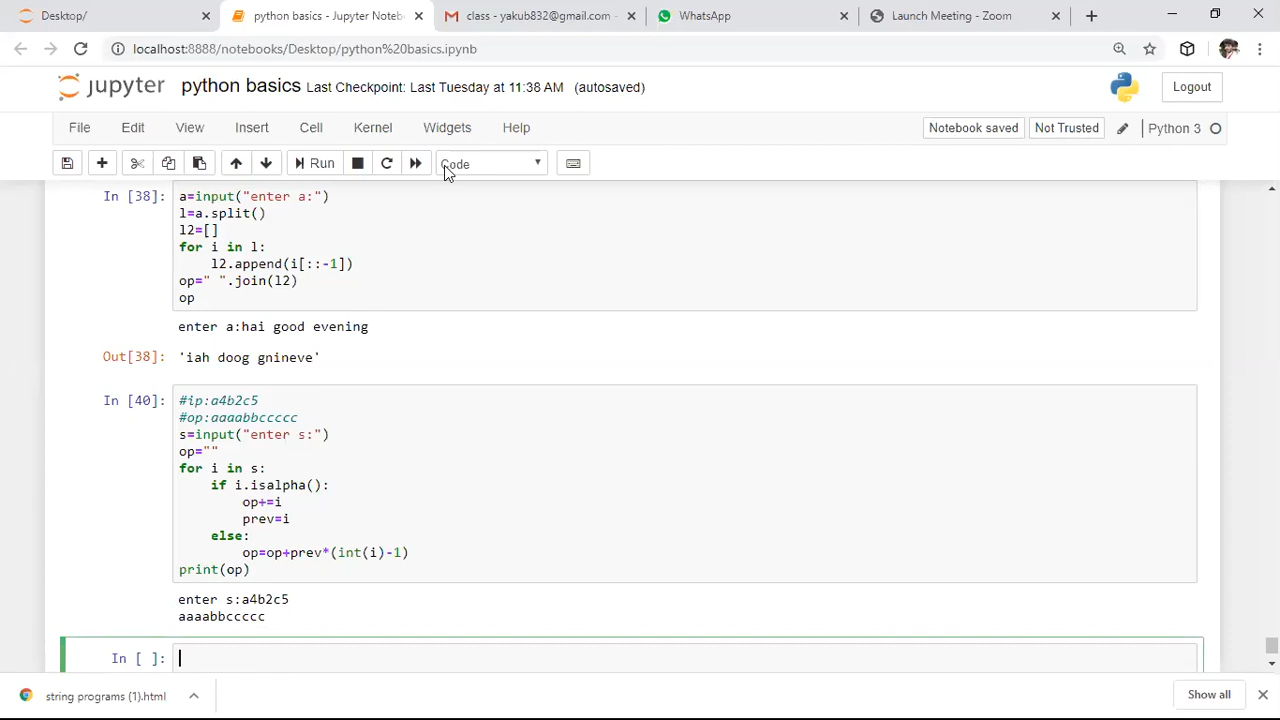 Desktop/
python basics - Jupyter Noteb
class - yakub832@gmail.com -
WhatsApp
Launch Meeting - Zoom
localhost:8888/notebooks/Desktop/python%20basics.ipynb
jupyter python basics Last Checkpoint: Last Tuesday at 11:38 AM (autosaved)
Logout
File Edit View Insert Cell Kernel Widgets Help
Notebook saved Not Trusted Python 3
Run Code
In [38]: a=input("enter a:")
l=a.split()
l2=[]
for i in l:
    l2.append(i[::-1])
op=" ".join(l2)
op
enter a:hai good evening
Out[38]: 'iah doog gnineve'
In [40]: #ip:a4b2c5
#op:aaaabbccccc
s=input("enter s:")
op=""
for i in s:
    if i.isalpha():
        op+=i
        prev=i
    else:
        op=op+prev*(int(i)-1)
print(op)
enter s:a4b2c5
aaaabbccccc
In [ ]:
string programs (1).html
Show all